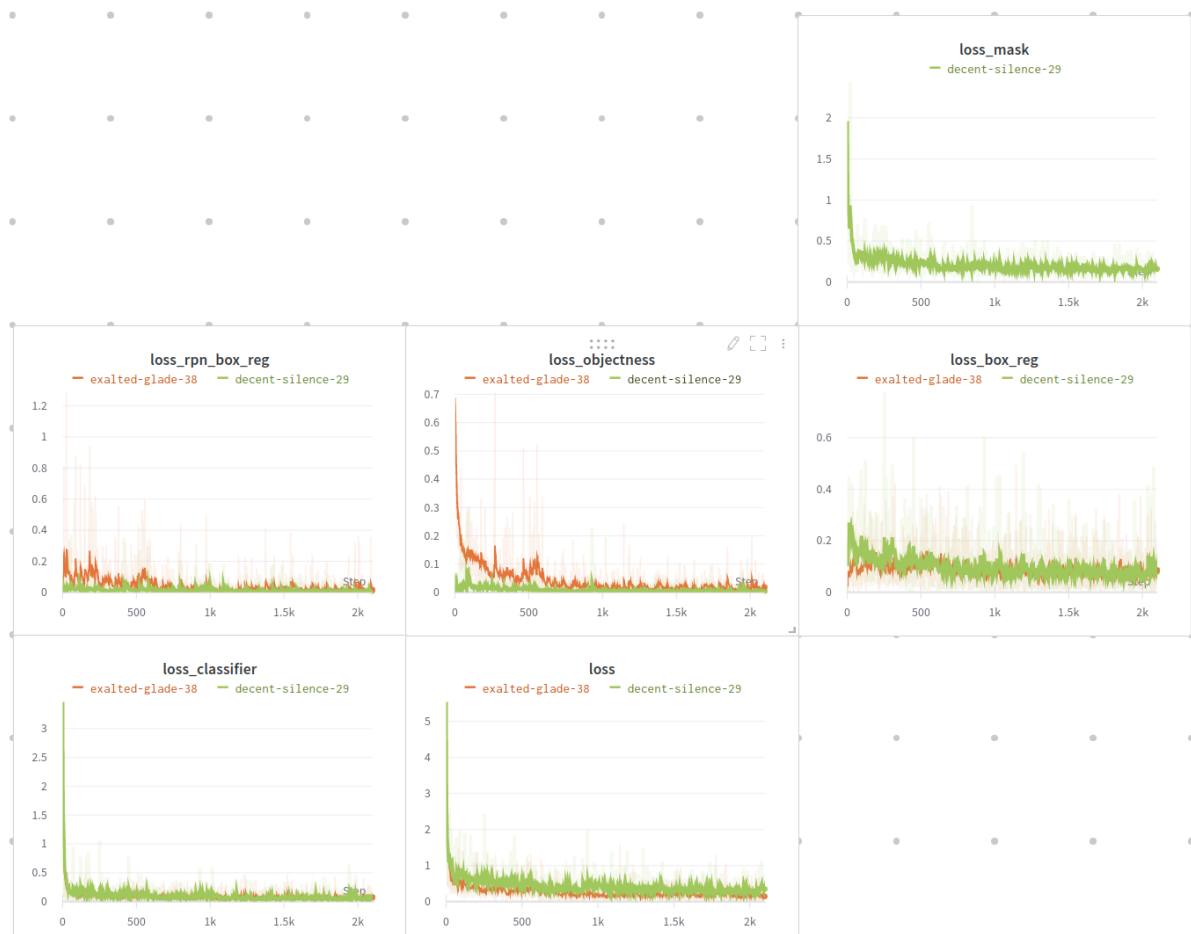 loss_mask
decent-silence-29
2
1.5
1
0.5
0
0 500 1k 1.5k 2k
loss_rpn_box_reg
exalted-glade-38 decent-silence-29
1.2
1
0.8
0.6
0.4
0.2
0
Step
0 500 1k 1.5k 2k
loss_objectness
exalted-glade-38 decent-silence-29
0.7
0.6
0.5
0.4
0.3
0.2
0.1
0
Step
0 500 1k 1.5k 2k
loss_box_reg
exalted-glade-38 decent-silence-29
0.6
0.4
0.2
0
Step
0 500 1k 1.5k 2k
loss_classifier
exalted-glade-38 decent-silence-29
3
2.5
2
1.5
1
0.5
0
Step
0 500 1k 1.5k 2k
loss
exalted-glade-38 decent-silence-29
5
4
3
2
1
0
0 500 1k 1.5k 2k